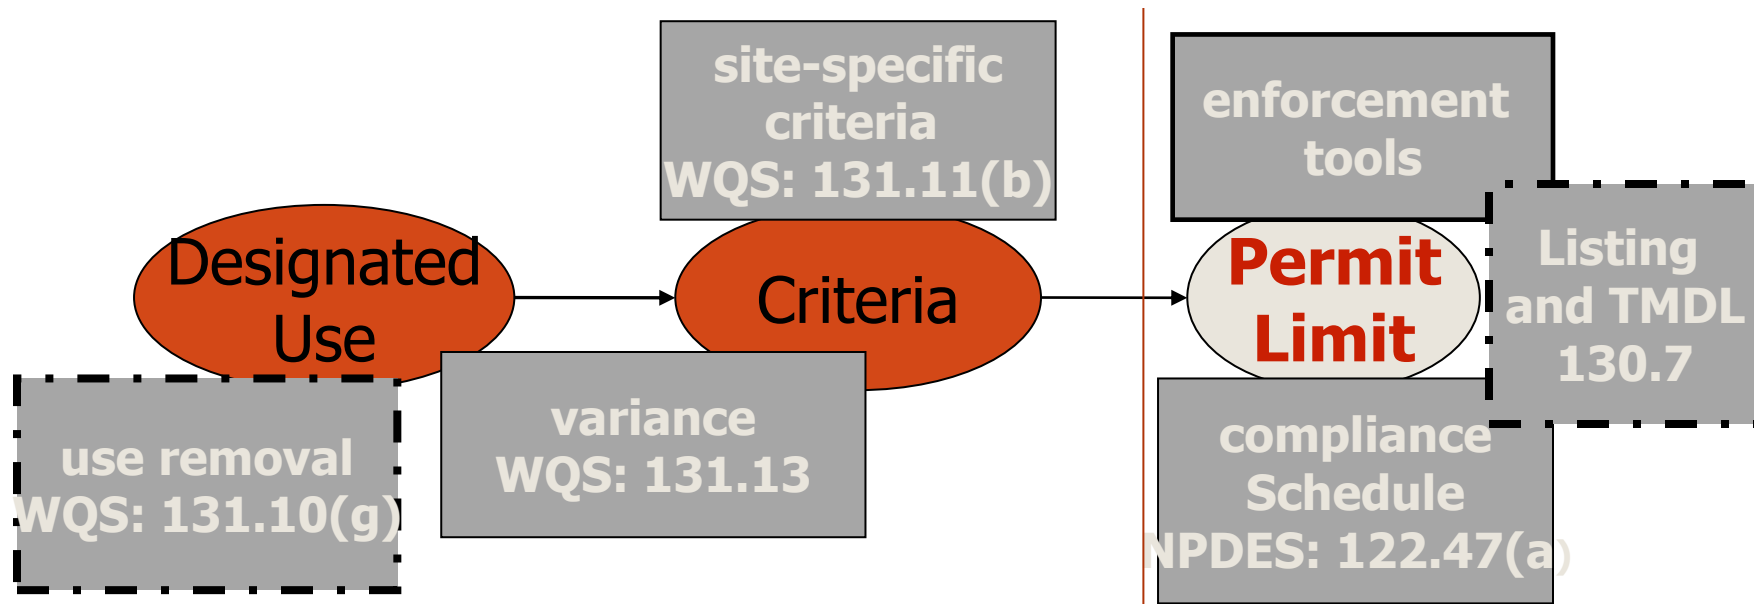 site-specific
criteria
WQS: 131.11(b)
enforcement
tools
Designated
Use
Criteria
Permit
Limit
Listing
and TMDL
130.7
use removal
WQS: 131.10(g)
variance
WQS: 131.13
compliance
Schedule
NPDES: 122.47(a)